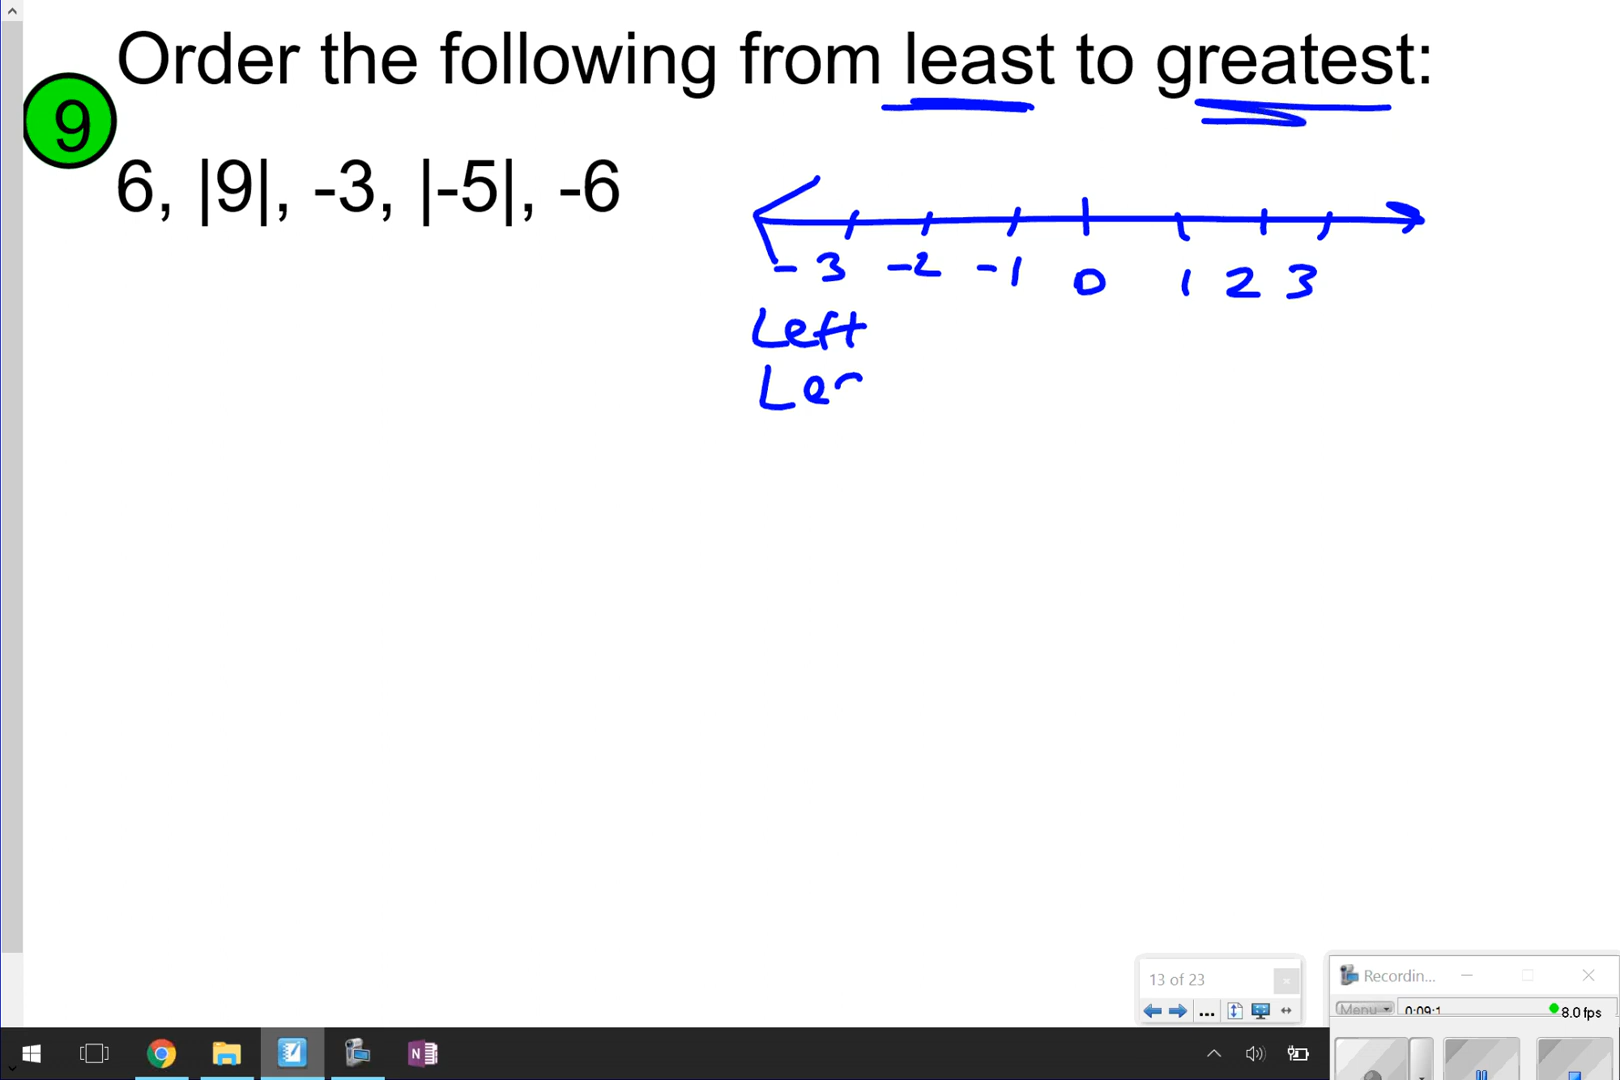 Order the following from least to greatest:
9
6, |9|, -3, |-5|, -6
-3 -2 -1 0 1 2 3
Left
13 of 23
Recordin...
Menu
8.0 fps
N